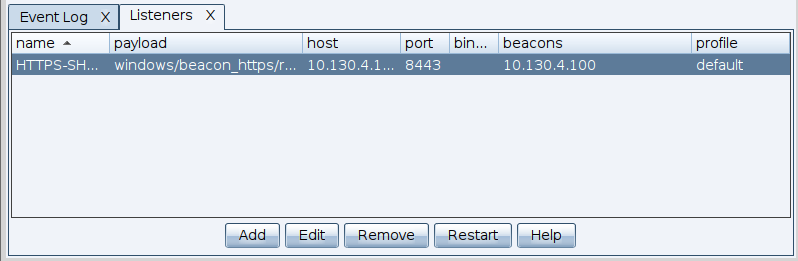 Event Log X Listeners X
name payload host port bin... beacons profile
HTTPS-SH... windows/beacon_https/r... 10.130.4.1... 8443 10.130.4.100 default
Add Edit Remove Restart Help